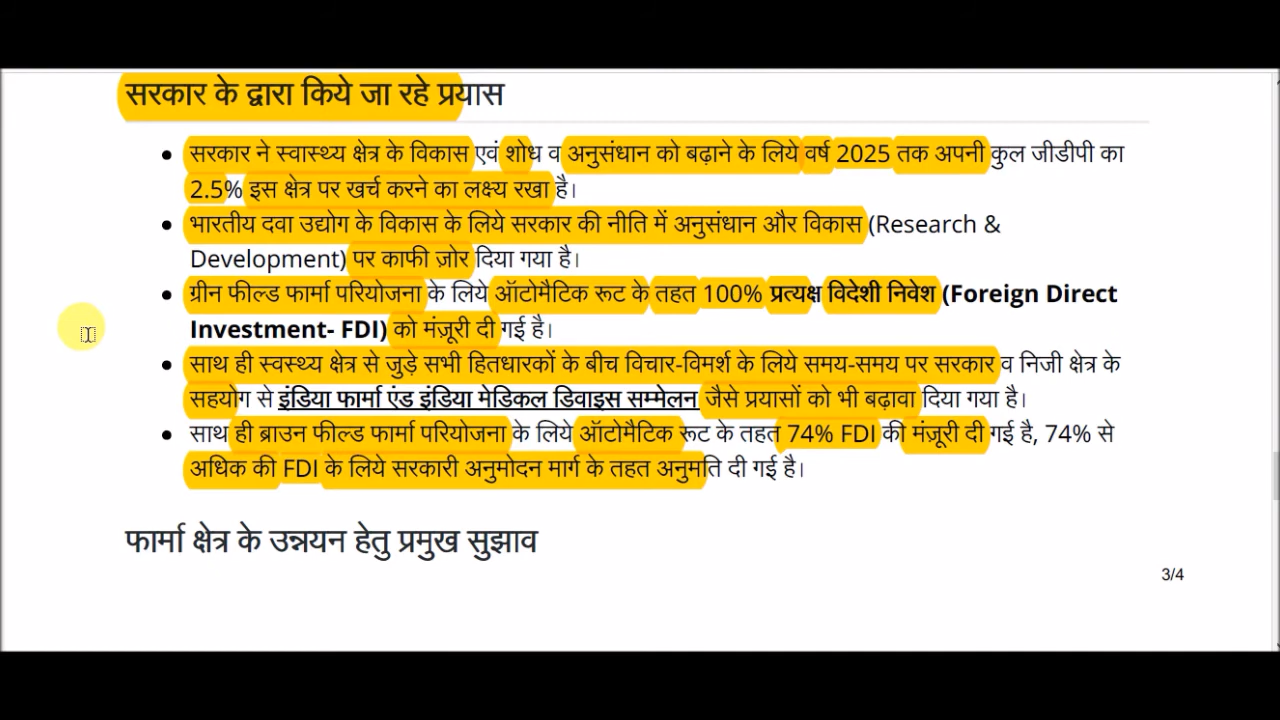 सरकार के द्वारा किये जा रहे प्रयास
सरकार ने स्वास्थ्य क्षेत्र के विकास एवं शोध व अनुसंधान को बढ़ाने के लिये वर्ष 2025 तक अपनी कुल जीडीपी का
2.5% इस क्षेत्र पर खर्च करने का लक्ष्य रखा है।
भारतीय दवा उद्योग के विकास के लिये सरकार की नीति में अनुसंधान और विकास (Research &
Development) पर काफी ज़ोर दिया गया है।
ग्रीन फील्ड फार्मा परियोजना के लिये ऑटोमैटिक रूट के तहत 100% प्रत्यक्ष विदेशी निवेश (Foreign Direct
Investment- FDI) को मंज़ूरी दी गई है।
साथ ही स्वस्थ्य क्षेत्र से जुड़े सभी हितधारकों के बीच विचार-विमर्श के लिये समय-समय पर सरकार व निजी क्षेत्र के
सहयोग से इंडिया फार्मा एंड इंडिया मेडिकल डिवाइस सम्मेलन जैसे प्रयासों को भी बढ़ावा दिया गया है।
साथ ही ब्राउन फील्ड फार्मा परियोजना के लिये ऑटोमैटिक रूट के तहत 74% FDI की मंज़ूरी दी गई है, 74% से
अधिक की FDI के लिये सरकारी अनुमोदन मार्ग के तहत अनुमति दी गई है।
फार्मा क्षेत्र के उन्नयन हेतु प्रमुख सुझाव
3/4